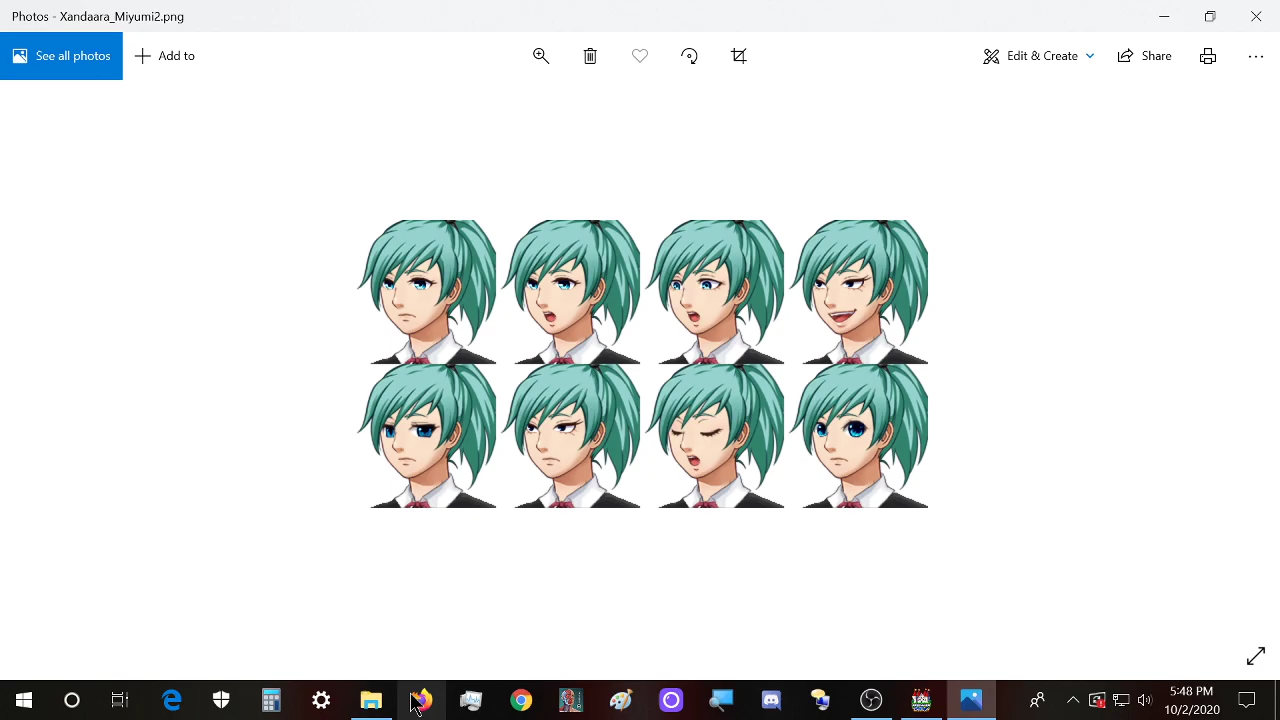 Photos - Xandaara_Miyumi2.png
See all photos
Add to
Edit & Create
Share
5:48 PM
10/2/2020